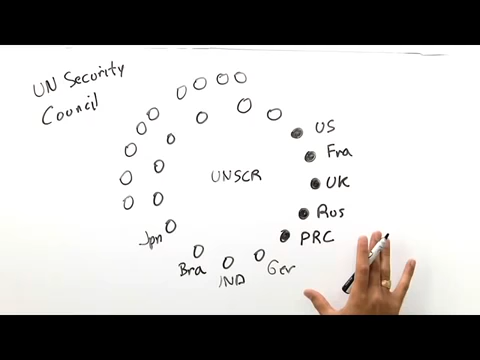 UN Security
Council
US
Fra
UK
UNSCR
Rus
PRC
Jpn
Bra
IND
Ger